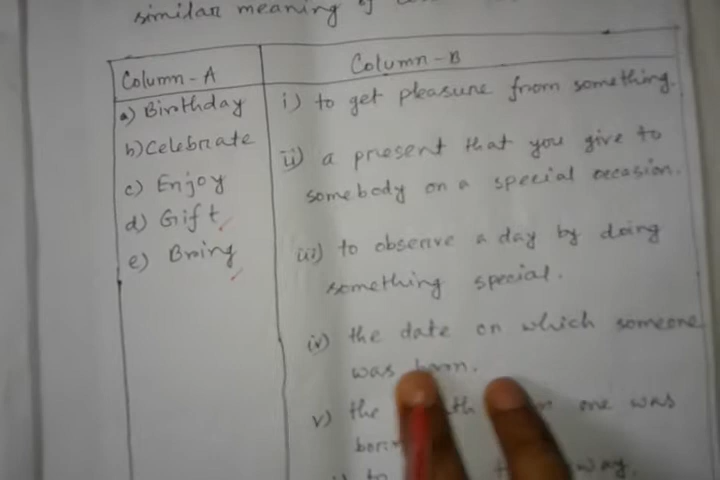 similar meaning of
Column - A
Column - B
a) Birthday
i) to get pleasure from something.
b) Celebrate
ii) a present that you give to
somebody on a special occasion.
c) Enjoy
d) Gift
iii) to observe a day by doing
something special.
e) Bring
iv) the date on which someone
was born.
v) the one was
to way.